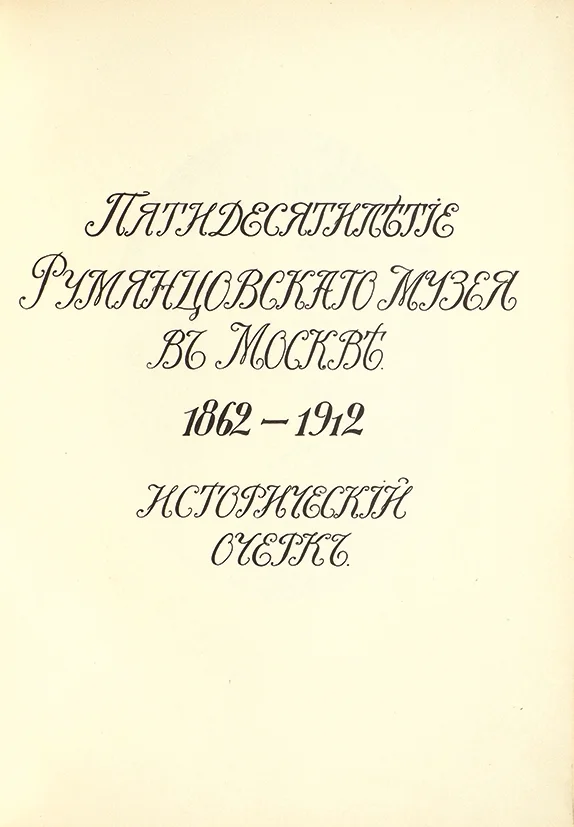 Пятидесятилѣтіе
Румянцовскаго Музея
въ Москвѣ.
1862 — 1912
Историческій
Очеркъ.